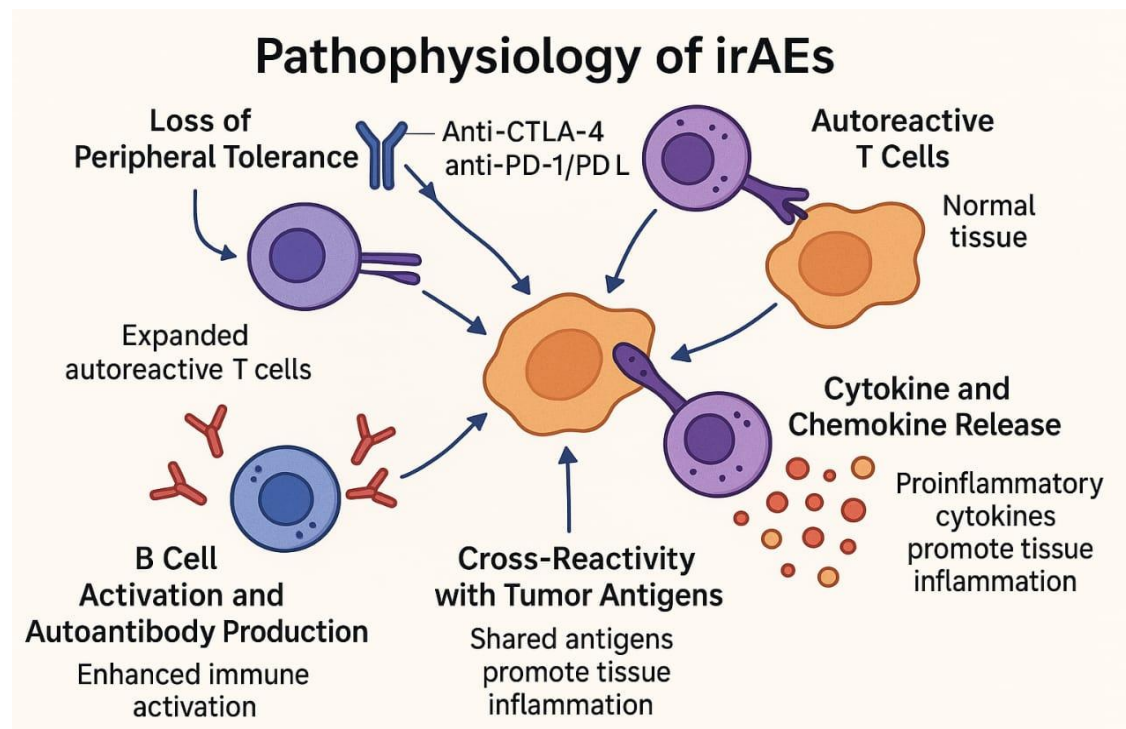 Pathophysiology of irAEs
Loss of
Peripheral Tolerance
Anti-CTLA-4
anti-PD-1/PD L
Autoreactive
T Cells
Normal
tissue
Expanded
autoreactive T cells
Cytokine and
Chemokine Release
Proinflammatory
cytokines
promote tissue
inflammation
B Cell
Activation and
Autoantibody Production
Enhanced immune
activation
Cross-Reactivity
with Tumor Antigens
Shared antigens
promote tissue
inflammation